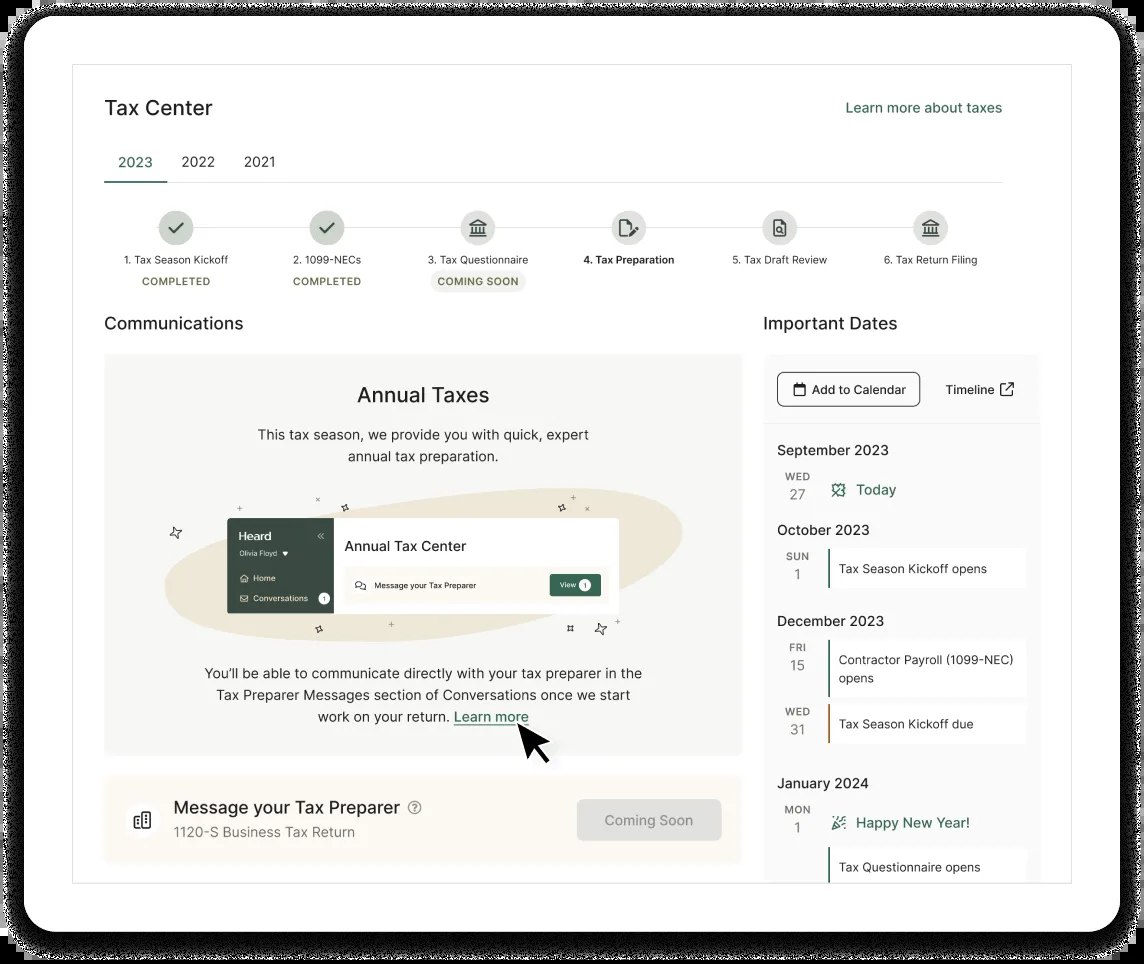 Tax Center
Learn more about taxes
2023 2022 2021
1. Tax Season Kickoff
COMPLETED
2. 1099-NECs
COMPLETED
3. Tax Questionnaire
COMING SOON
4. Tax Preparation
5. Tax Draft Review
6. Tax Return Filing
Communications
Annual Taxes
This tax season, we provide you with quick, expert
annual tax preparation.
Heard
Olivia Floyd
Home
Conversations 1
Annual Tax Center
Message your Tax Preparer
View 1
You'll be able to communicate directly with your tax preparer in the
Tax Preparer Messages section of Conversations once we start
work on your return. Learn more
Message your Tax Preparer ?
1120-S Business Tax Return
Coming Soon
Important Dates
Add to Calendar
Timeline
September 2023
WED
27
Today
October 2023
SUN
1
Tax Season Kickoff opens
December 2023
FRI
15
Contractor Payroll (1099-NEC)
opens
WED
31
Tax Season Kickoff due
January 2024
MON
1
Happy New Year!
Tax Questionnaire opens